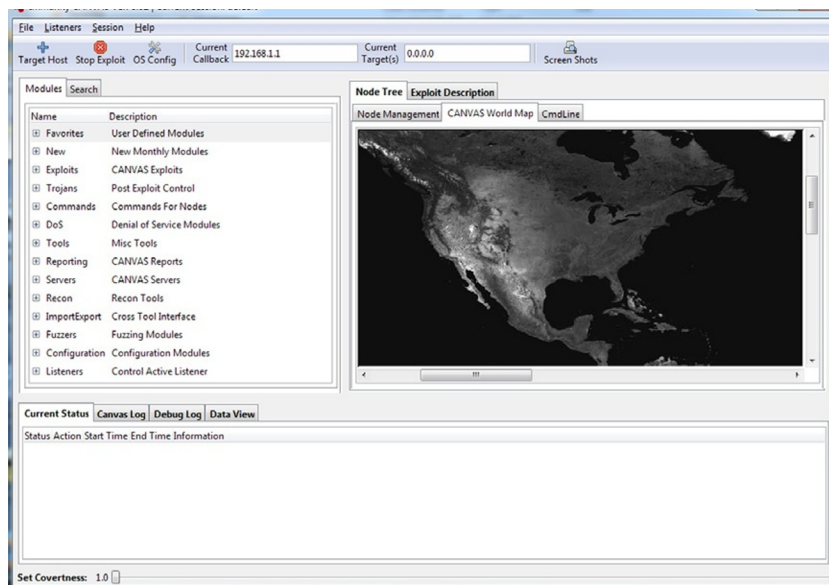 File Listeners Session Help
Target Host Stop Exploit OS Config Current Callback 192.168.1.1 Current Target(s) 0.0.0.0 Screen Shots
Modules Search
Name Description
Favorites User Defined Modules
New New Monthly Modules
Exploits CANVAS Exploits
Trojans Post Exploit Control
Commands Commands For Nodes
DoS Denial of Service Modules
Tools Misc Tools
Reporting CANVAS Reports
Servers CANVAS Servers
Recon Recon Tools
ImportExport Cross Tool Interface
Fuzzers Fuzzing Modules
Configuration Configuration Modules
Listeners Control Active Listener
Node Tree Exploit Description
Node Management CANVAS World Map CmdLine
Current Status Canvas Log Debug Log Data View
Status Action Start Time End Time Information
Set Covertness: 1.0